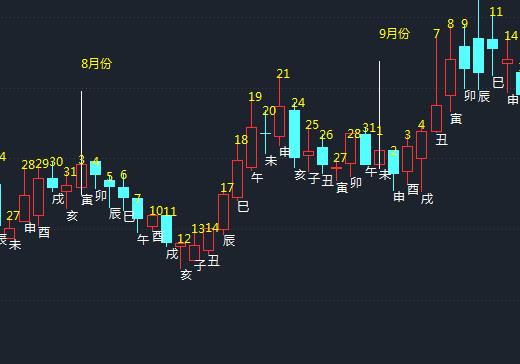 8月份
9月份
4
27
28
29
30
31
3
4
5
6
7
10
11
12
13
14
17
18
19
20
21
24
25
26
27
28
31
1
2
3
4
7
8
9
11
14
辰
未
申
酉
戌
亥
寅
卯
辰
巳
午
酉
戌
亥
子
丑
辰
巳
午
未
申
亥
子
丑
寅
卯
午
未
申
酉
戌
丑
寅
卯
辰
巳
申